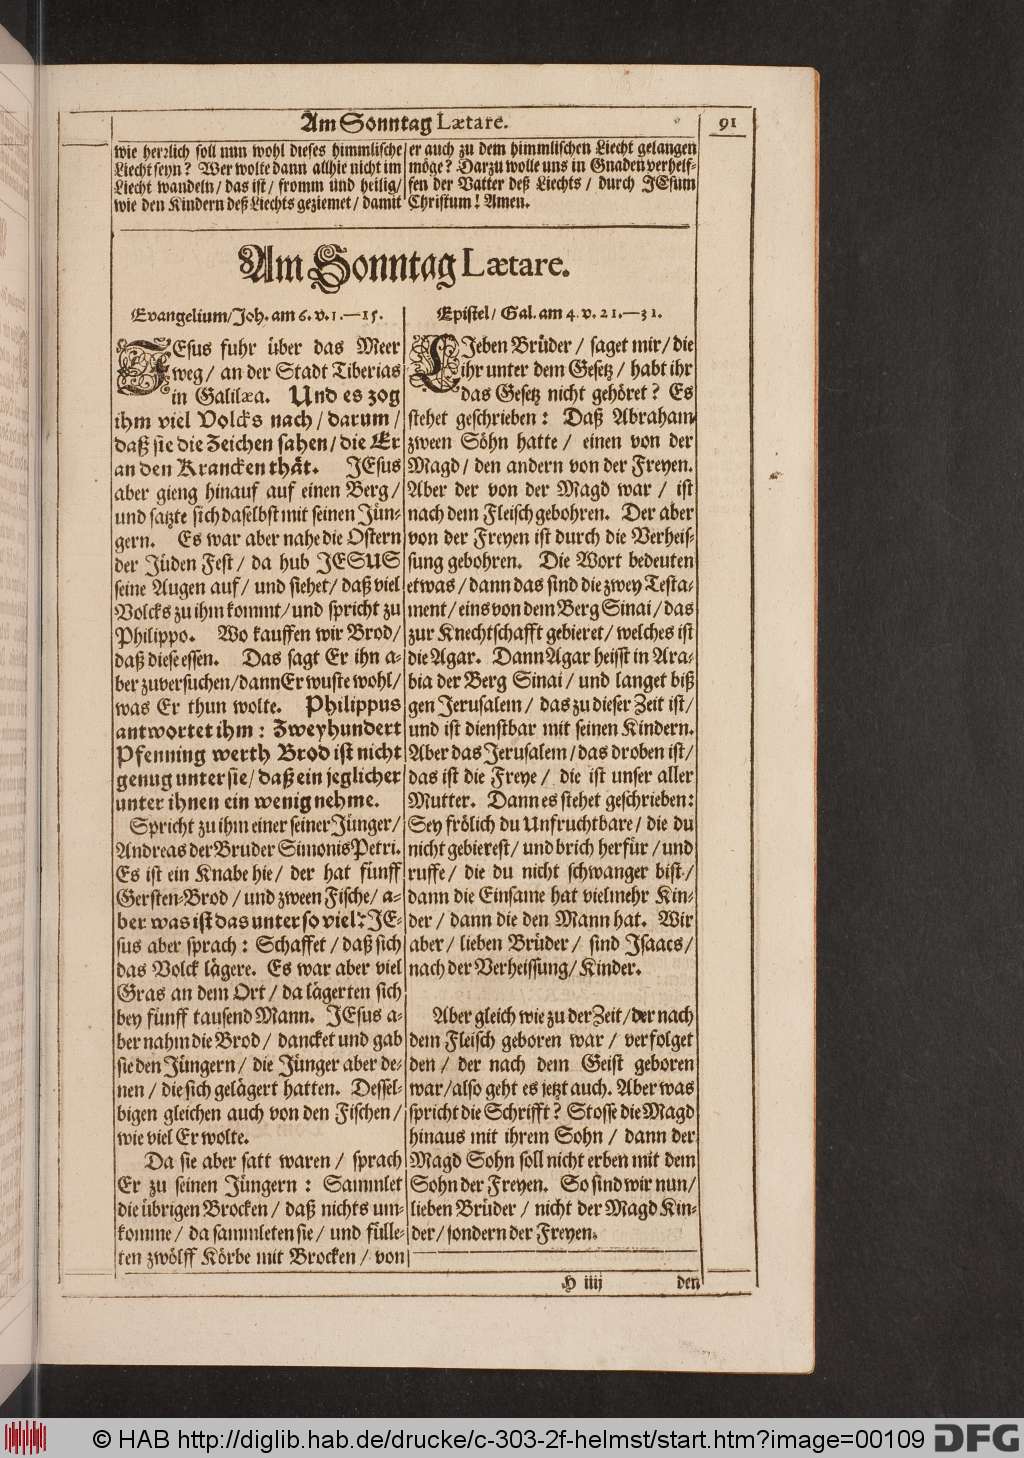 Am Sonntag Lætare.
91
wie herrlich soll nun wohl dieses himmlische
Liecht seyn? Wer wolte dann allhie nicht im
Liecht wandeln / das ist / fromm und heilig /
wie den Kindern deß Liechts geziemet / damit
er auch zu dem himmlischen Liecht gelangen
möge? Darzu wolle uns in Gnaden verhelf-
fen der Vatter deß Liechts / durch JEsum
Christum! Amen.
Am Sonntag Lætare.
Evangelium / Joh. am 6. v. 1.—15.
JEsus fuhr über das Meer
weg / an der Stadt Tiberias
in Galilæa. Und es zog
ihm viel Volcks nach / darum /
daß sie die Zeichen sahen / die Er
an den Krancken thät. JEsus
aber gieng hinauf auf einen Berg /
und satzte sich daselbst mit seinen Jün-
gern. Es war aber nahe die Ostern
der Jüden Fest / da hub JESUS
seine Augen auf / und siehet / daß viel
Volcks zu ihm kommt / und spricht zu
Philippo. Wo kauffen wir Brod /
daß diese essen. Das sagt Er ihn a-
ber zuversuchen / dann Er wuste wohl /
was Er thun wolte. Philippus
antwortet ihm : Zweyhundert
Pfenning werth Brod ist nicht
genug unter sie / daß ein jeglicher
unter ihnen ein wenig nehme.
Spricht zu ihm einer seiner Jünger /
Andreas der Bruder Simonis Petri.
Es ist ein Knabe hie / der hat fünff
Gersten-Brod / und zween Fische / a-
ber was ist das unter so viel? JE-
sus aber sprach : Schaffet / daß sich
das Volck lägere. Es war aber viel
Gras an dem Ort / da lägerten sich
bey fünff tausend Mann. JEsus a-
ber nahm die Brod / dancket und gab
sie den Jüngern / die Jünger aber de-
nen / die sich gelägert hatten. Dessel-
bigen gleichen auch von den Fischen /
wie viel Er wolte.
Da sie aber satt waren / sprach
Er zu seinen Jüngern : Sammlet
die übrigen Brocken / daß nichts um-
komme / da sammleten sie / und fülle-
ten zwölff Körbe mit Brocken / von
Epistel / Gal. am 4. v. 21.—31.
LJeben Brüder / saget mir / die
ihr unter dem Gesetz / habt ihr
das Gesetz nicht gehöret? Es
stehet geschrieben : Daß Abraham
zween Söhn hatte / einen von der
Magd / den andern von der Freyen.
Aber der von der Magd war / ist
nach dem Fleisch gebohren. Der aber
von der Freyen ist durch die Verheis-
sung gebohren. Die Wort bedeuten
etwas / dann das sind die zwey Testa-
ment / eins von dem Berg Sinai / das
zur Knechtschafft gebieret / welches ist
die Agar. Dann Agar heisst in Ara-
bia der Berg Sinai / und langet biß
gen Jerusalem / das zu dieser Zeit ist /
und ist dienstbar mit seinen Kindern.
Aber das Jerusalem / das droben ist /
das ist die Freye / die ist unser aller
Mutter. Dann es stehet geschrieben :
Sey frölich du Unfruchtbare / die du
nicht gebierest / und brich herfür / und
ruffe / die du nicht schwanger bist /
dann die Einsame hat vielmehr Kin-
der / dann die den Mann hat. Wir
aber / lieben Brüder / sind Isaacs /
nach der Verheissung / Kinder.
Aber gleich wie zu der Zeit / der nach
dem Fleisch geboren war / verfolget
den / der nach dem Geist geboren
war / also geht es jetzt auch. Aber was
spricht die Schrifft? Stosse die Magd
hinaus mit ihrem Sohn / dann der
Magd Sohn soll nicht erben mit dem
Sohn der Freyen. So sind wir nun /
lieben Brüder / nicht der Magd Kin-
der / sondern der Freyen.
H iiij
den
© HAB http://diglib.hab.de/drucke/c-303-2f-helmst/start.htm?image=00109
DFG